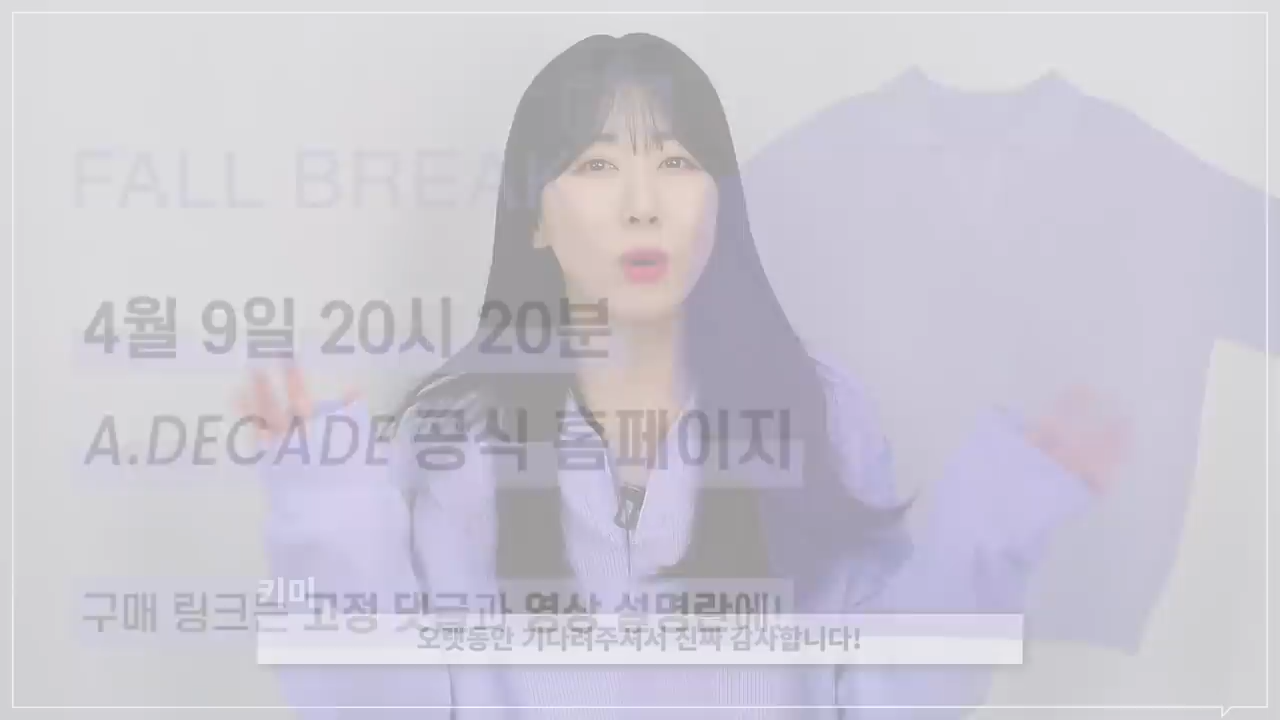 FALL BREAK
4월 9일 20시 20분
A.DECADE 공식 홈페이지
키미
구매 링크는 고정 댓글과 영상 설명란에!
오랫동안 기다려주셔서 진짜 감사합니다!